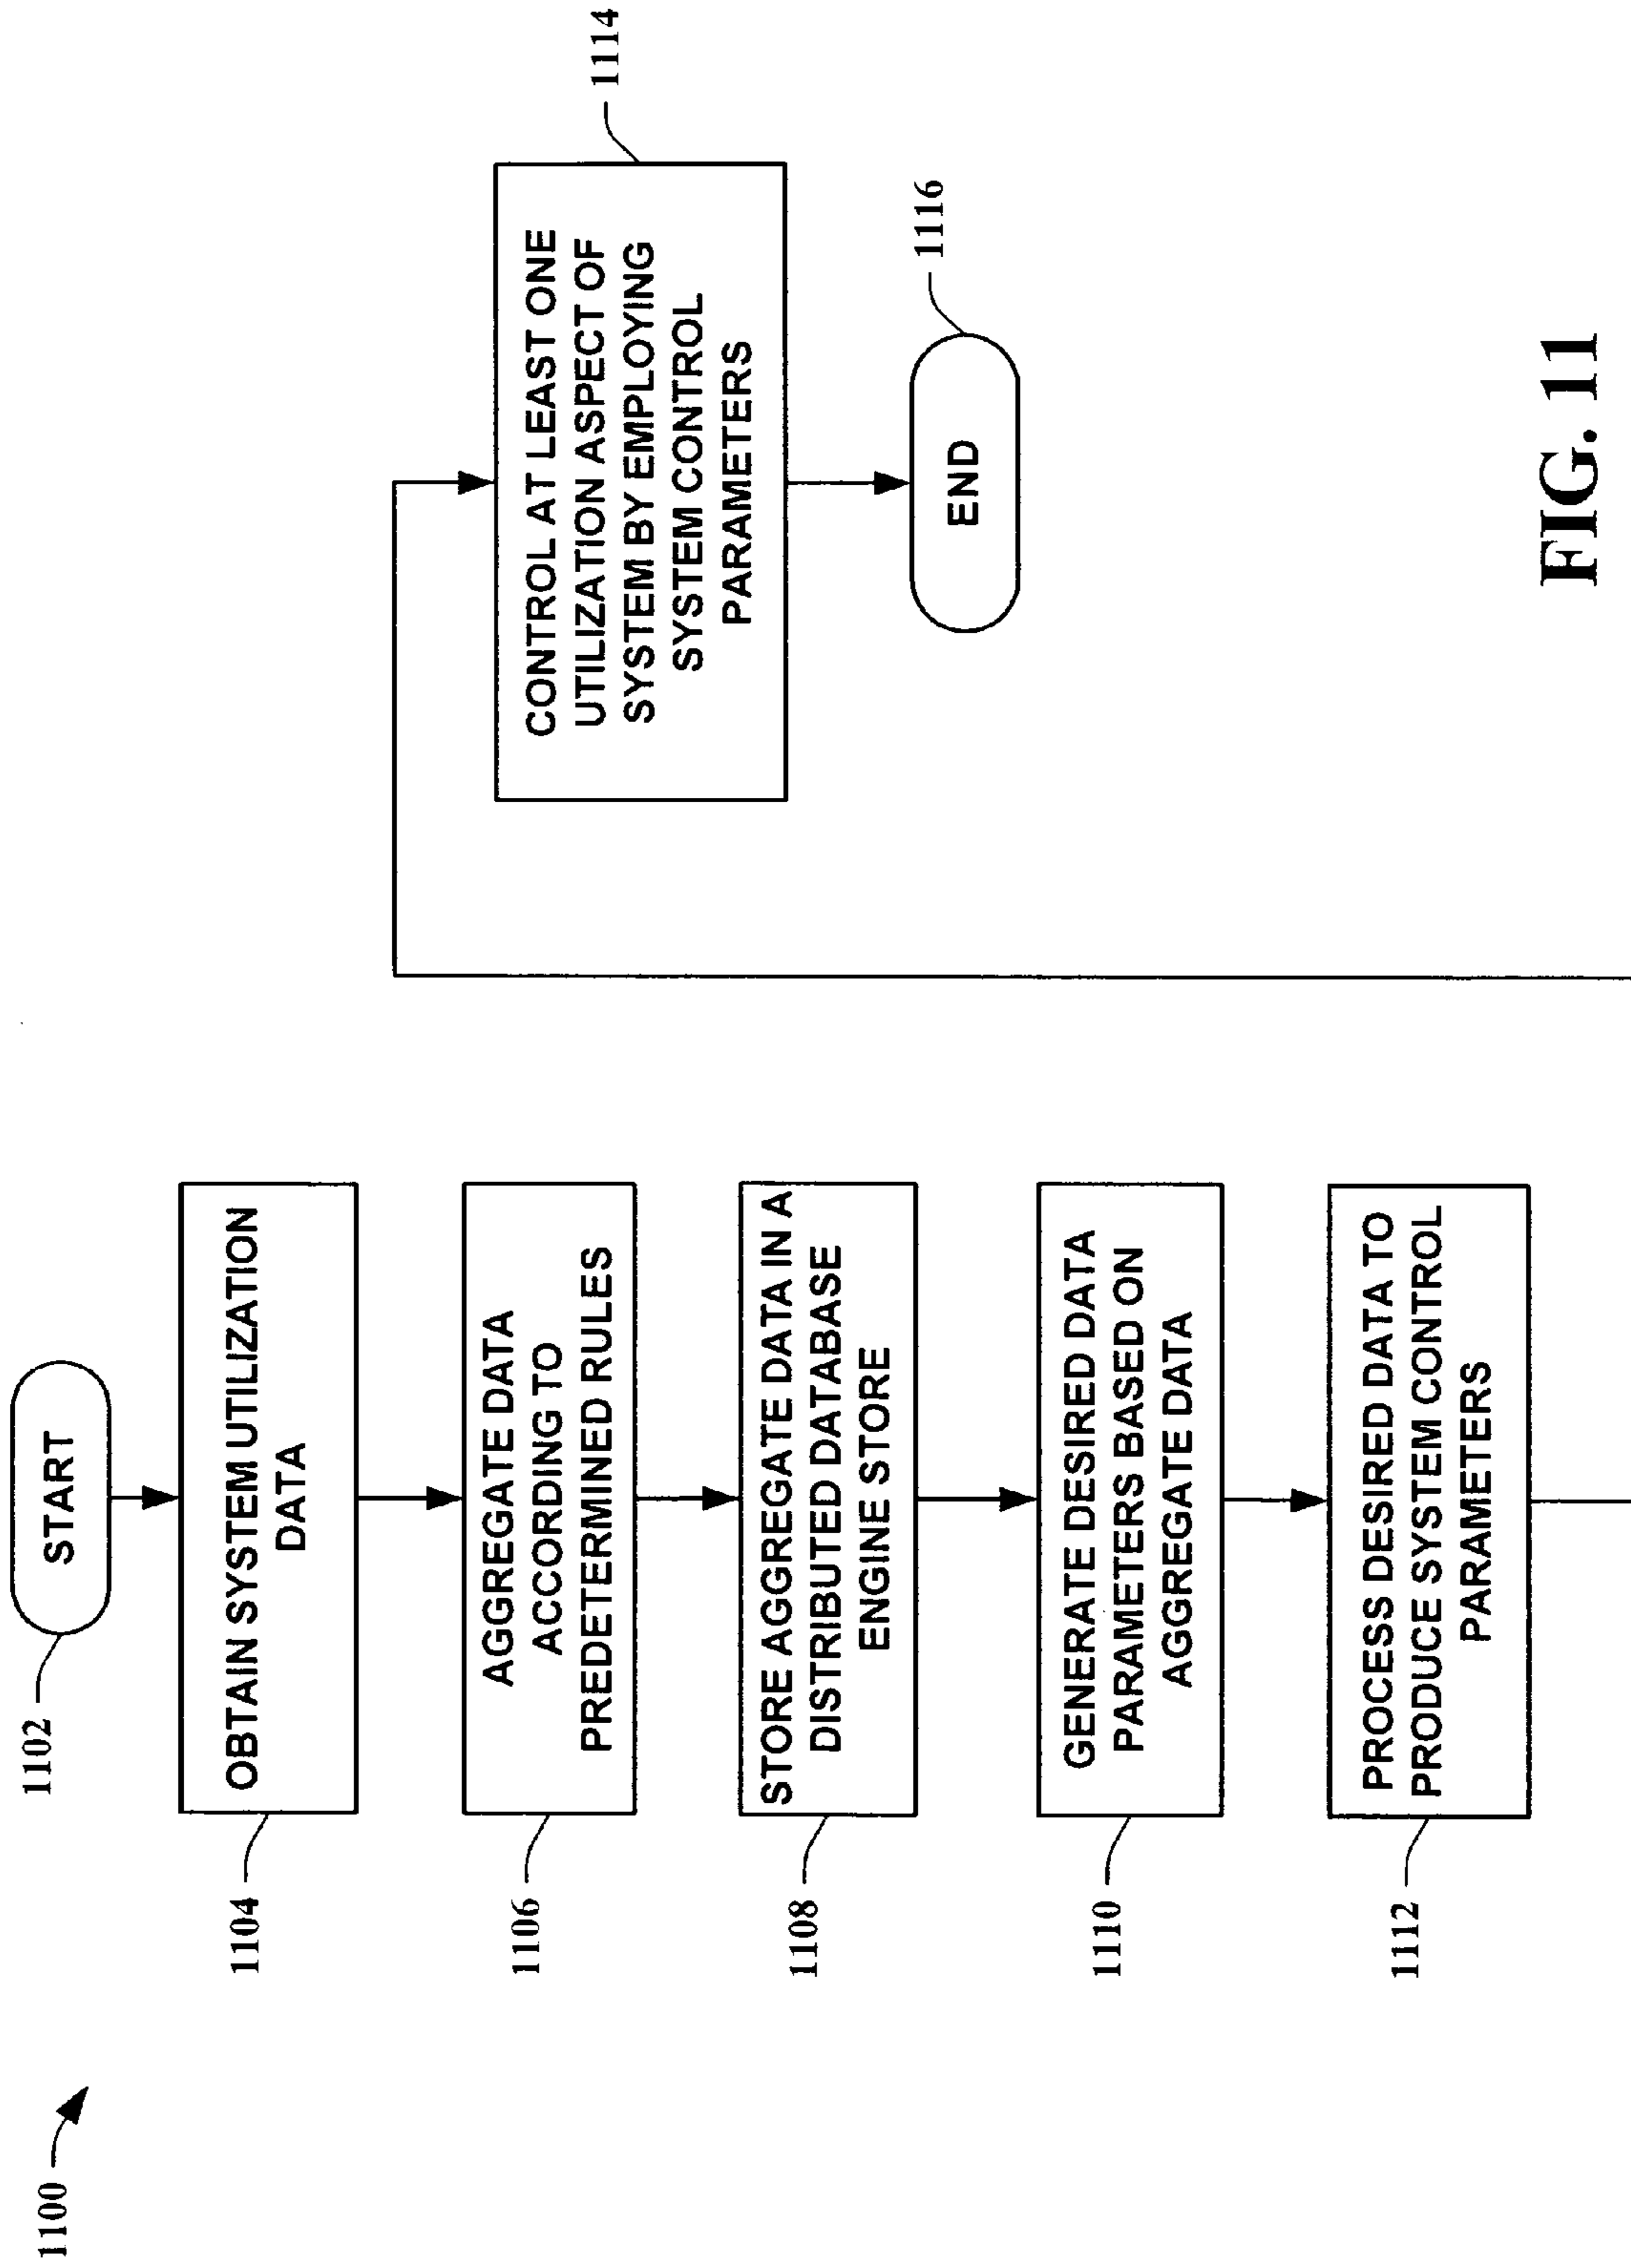 1100
1102
START
1104
OBTAIN SYSTEM UTILIZATION
DATA
1106
AGGREGATE DATA
ACCORDING TO
PREDETERMINED RULES
1108
STORE AGGREGATE DATA IN A
DISTRIBUTED DATABASE
ENGINE STORE
1110
GENERATE DESIRED DATA
PARAMETERS BASED ON
AGGREGATE DATA
1112
PROCESS DESIRED DATA TO
PRODUCE SYSTEM CONTROL
PARAMETERS
1114
CONTROL AT LEAST ONE
UTILIZATION ASPECT OF
SYSTEM BY EMPLOYING
SYSTEM CONTROL
PARAMETERS
1116
END
FIG. 11